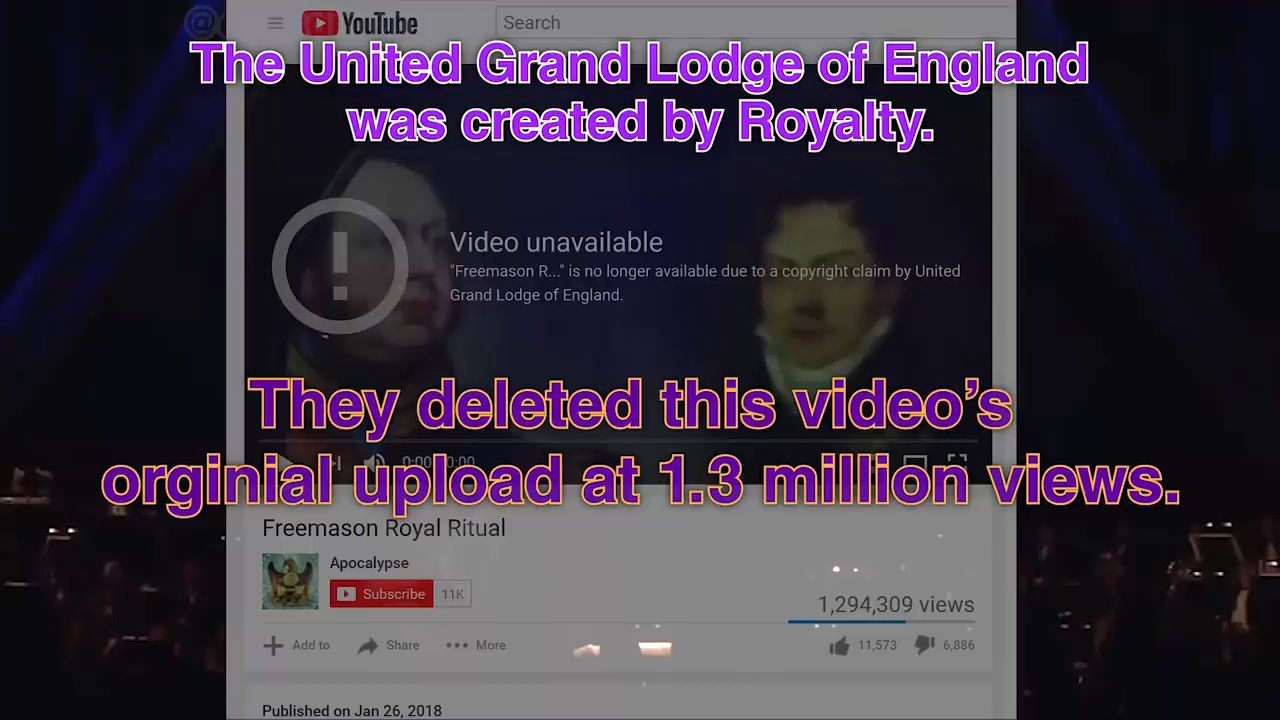 YouTube
Search
The United Grand Lodge of England
was created by Royalty.
Video unavailable
"Freemason R..." is no longer available due to a copyright claim by United
Grand Lodge of England.
They deleted this video's
orginial upload at 1.3 million views.
Freemason Royal Ritual
Apocalypse
Subscribe 11K
1,294,309 views
Add to Share More 11,573 6,886
Published on Jan 26, 2018